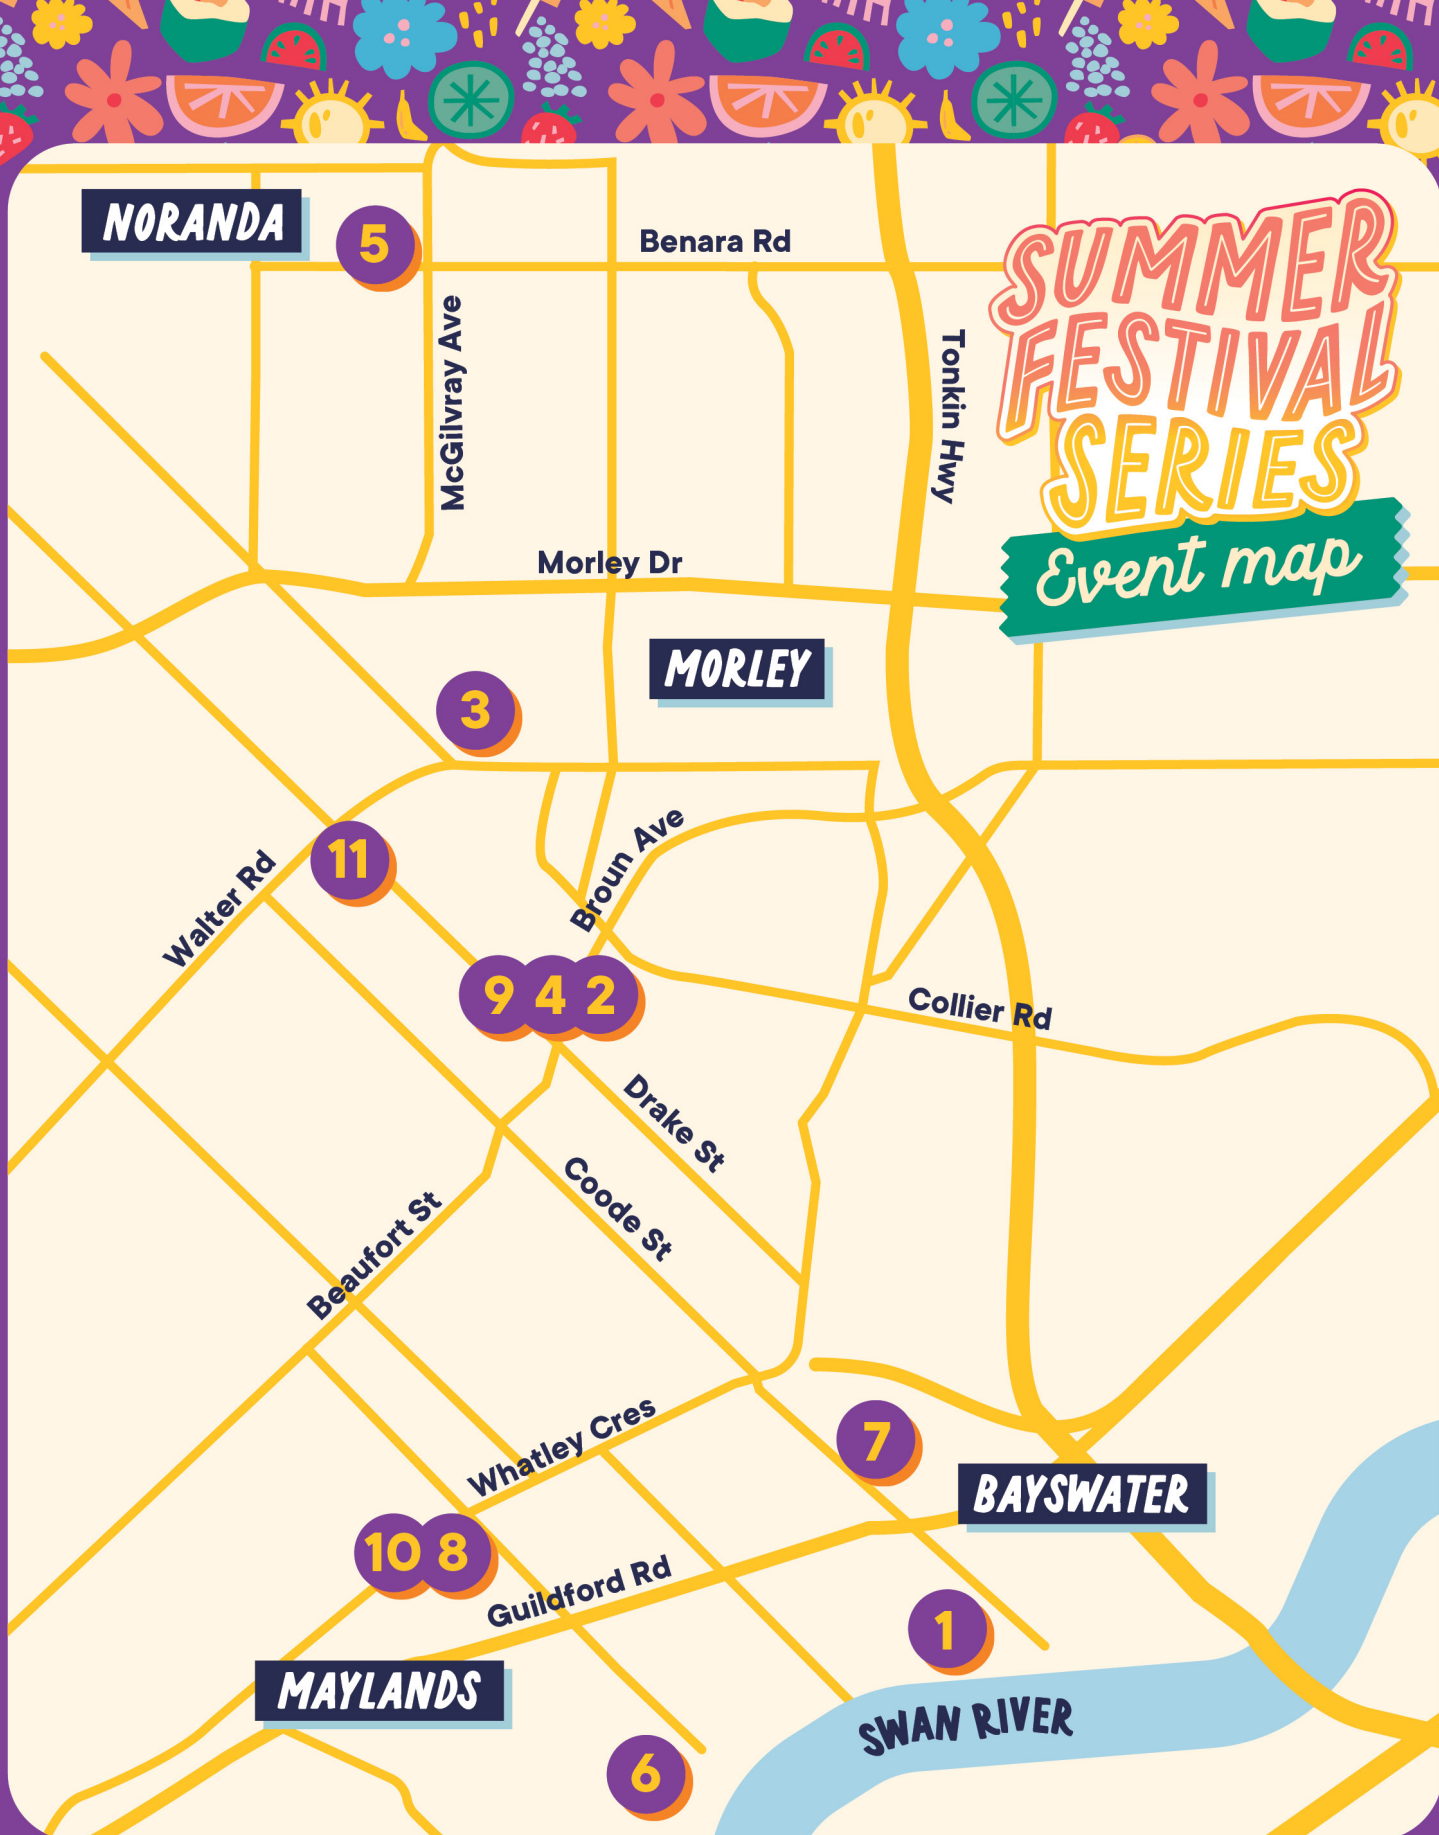 NORANDA
5
Benara Rd
SUMMER
FESTIVAL
SERIES
Event map
McGilvray Ave
Tonkin Hwy
Morley Dr
MORLEY
3
Broun Ave
11
Walter Rd
9 4 2
Collier Rd
Drake St
Coode St
Beaufort St
Whatley Cres
7
BAYSWATER
10 8
Guildford Rd
1
MAYLANDS
SWAN RIVER
6